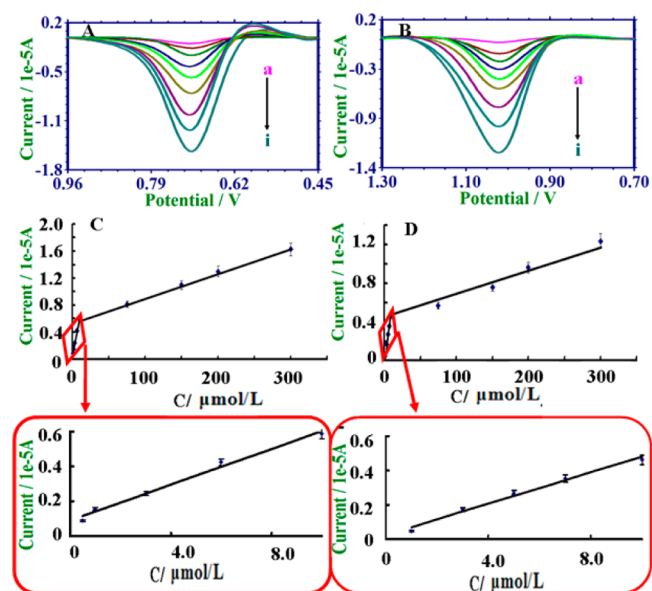 A
0.2
-0.5
-1.1
-1.8
Current / 1e-5A
a
i
0.96 0.79 0.62 0.45
Potential / V
B
0.2
-0.3
-0.9
-1.4
Current / 1e-5A
a
i
1.30 1.10 0.90 0.70
Potential / V
C
2.0
1.6
1.2
0.8
0.4
0
Current / 1e-5A
0 100 200 300
C/ μmol/L
D
1.2
0.8
0.4
0
Current / 1e-5A
0 100 200 300
C/ μmol/L
0.6
0.4
0.2
0
Current / 1e-5A
0 4.0 8.0
C/ μmol/L
0.6
0.4
0.2
0
Current / 1e-5A
0 4.0 8.0
C/ μmol/L